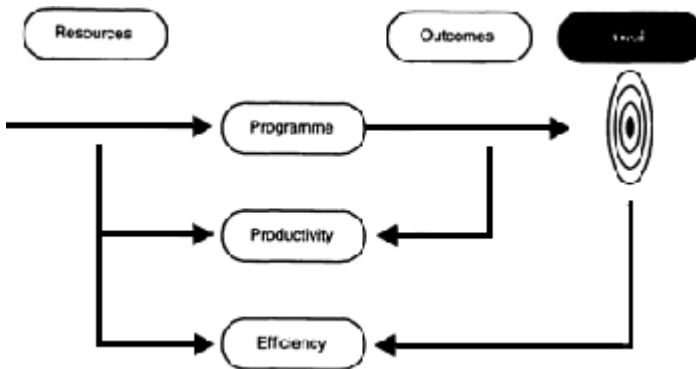 Resources
Outcomes
Programme
Productivity
Efficiency